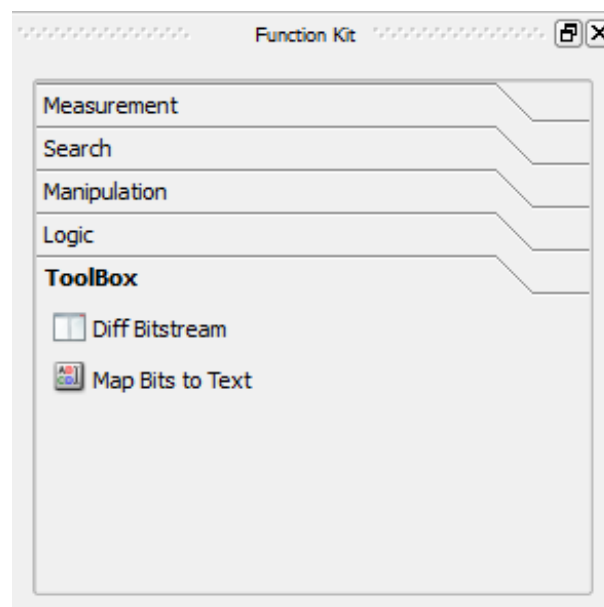 Function Kit
Measurement
Search
Manipulation
Logic
ToolBox
Diff Bitstream
Map Bits to Text